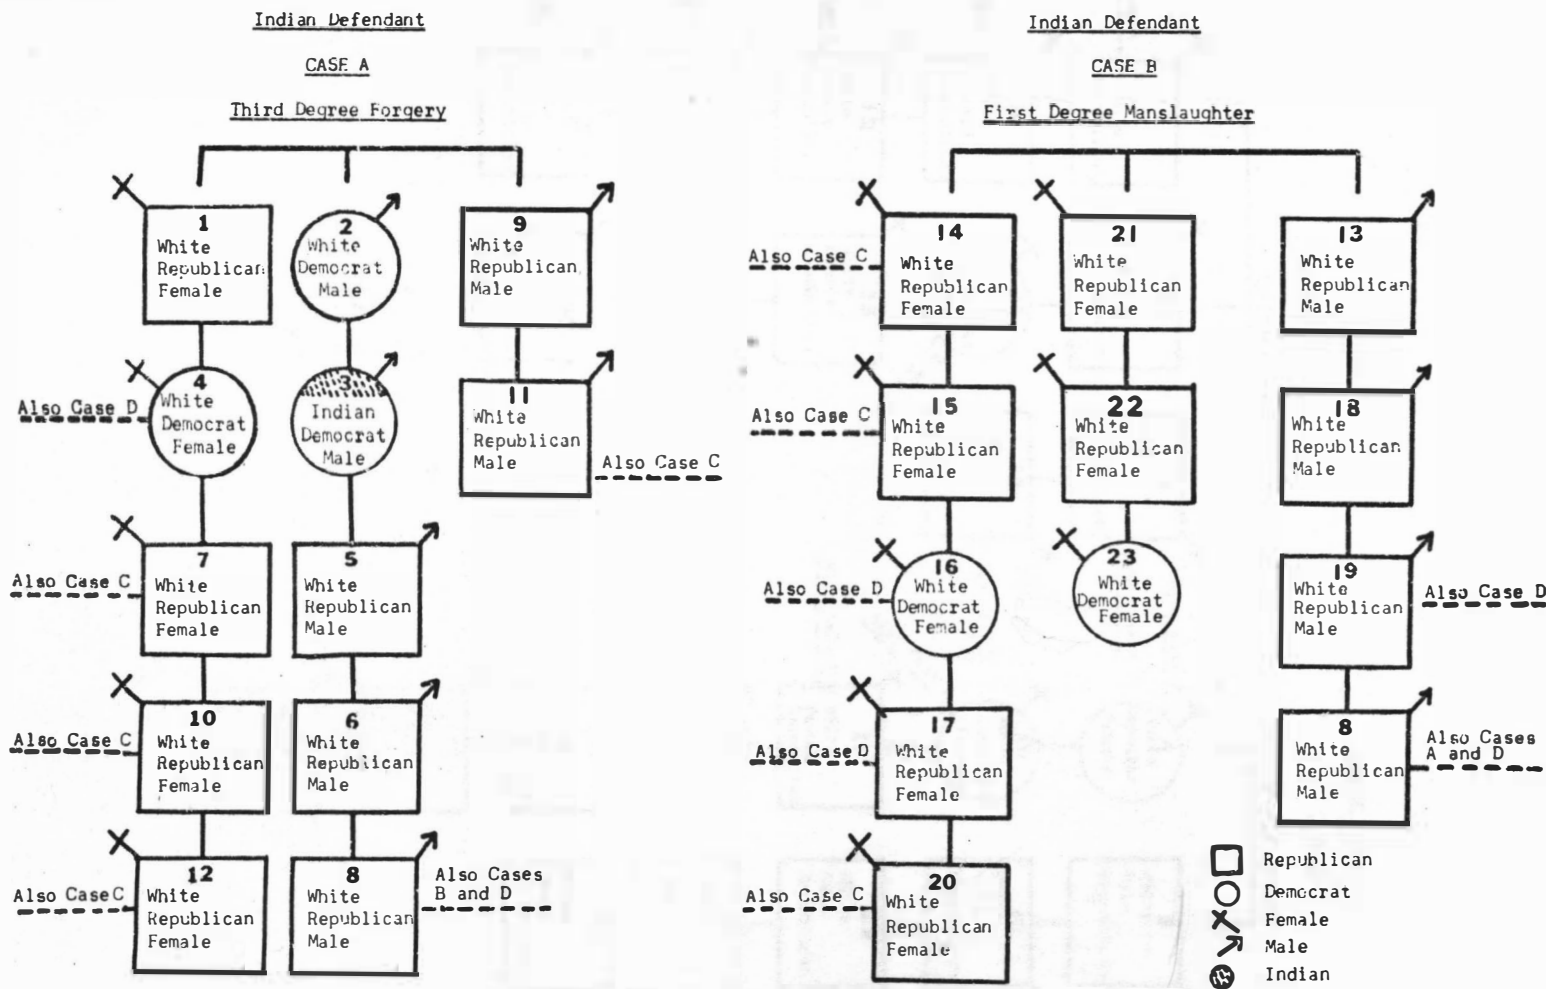 Indian Defendant
CASE A
Third Degree Forgery
1
White
Republican
Female
2
White
Democrat
Male
9
White
Republican
Male
Also Case D
4
White
Democrat
Female
3
Indian
Democrat
Male
11
White
Republican
Male
Also Case C
Also Case C
7
White
Republican
Female
5
White
Republican
Male
Also Case C
10
White
Republican
Female
6
White
Republican
Male
Also Case C
12
White
Republican
Female
8
White
Republican
Male
Also Cases
B and D
Indian Defendant
CASE B
First Degree Manslaughter
Also Case C
14
White
Republican
Female
21
White
Republican
Female
13
White
Republican
Male
Also Case C
15
White
Republican
Female
22
White
Republican
Female
18
White
Republican
Male
Also Case D
16
White
Democrat
Female
23
White
Democrat
Female
19
White
Republican
Male
Also Case D
Also Case D
17
White
Republican
Female
8
White
Republican
Male
Also Cases
A and D
Also Case C
20
White
Republican
Female
Republican
Democrat
Female
Male
Indian